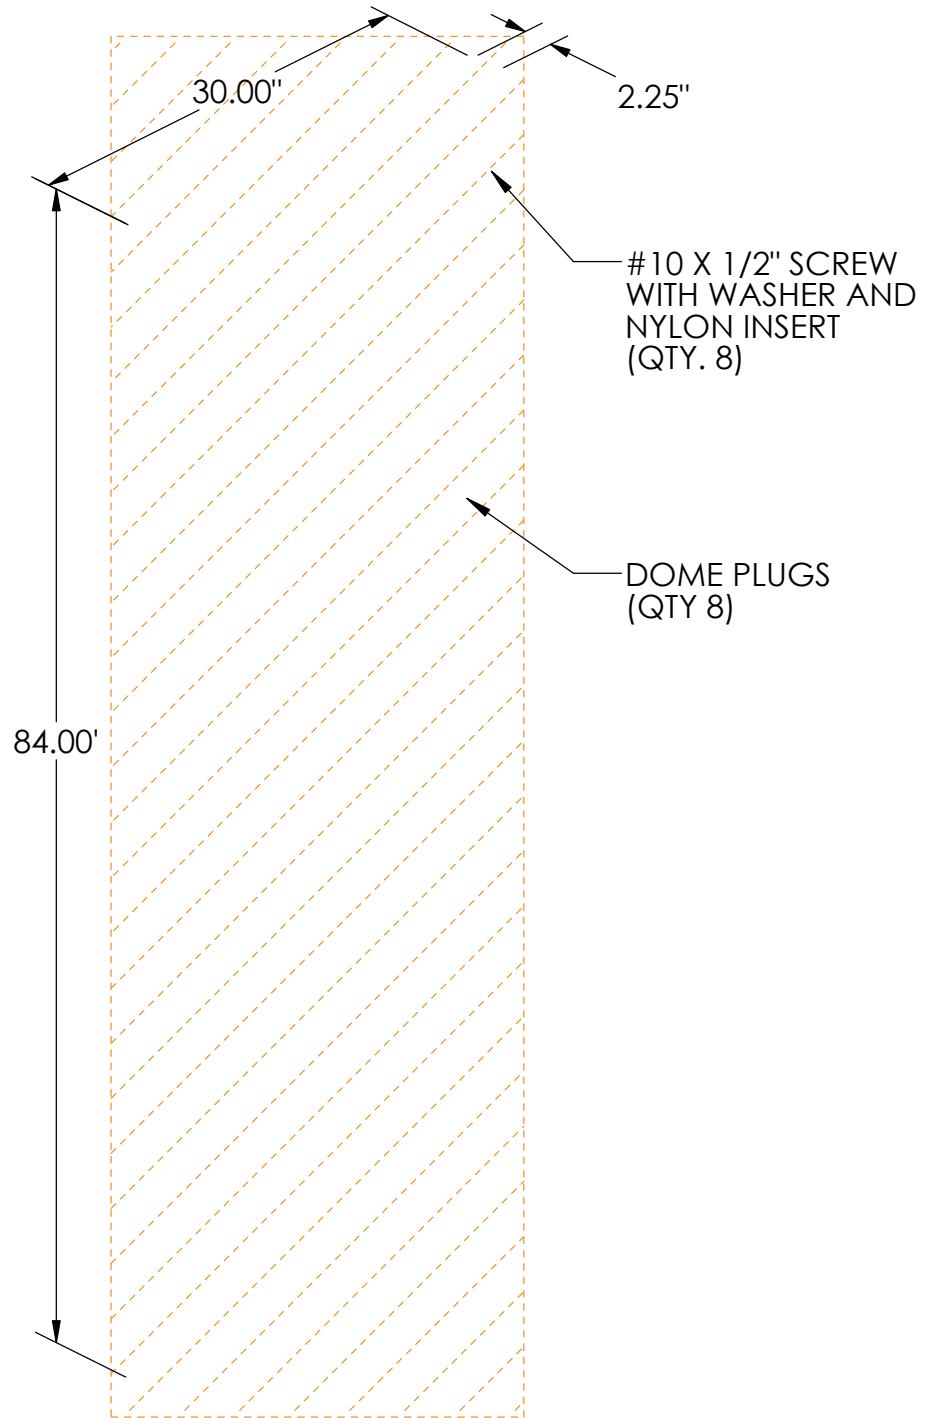 30.00"
2.25"
#10 X 1/2" SCREW
WITH WASHER AND
NYLON INSERT
(QTY. 8)
DOME PLUGS
(QTY 8)
84.00'